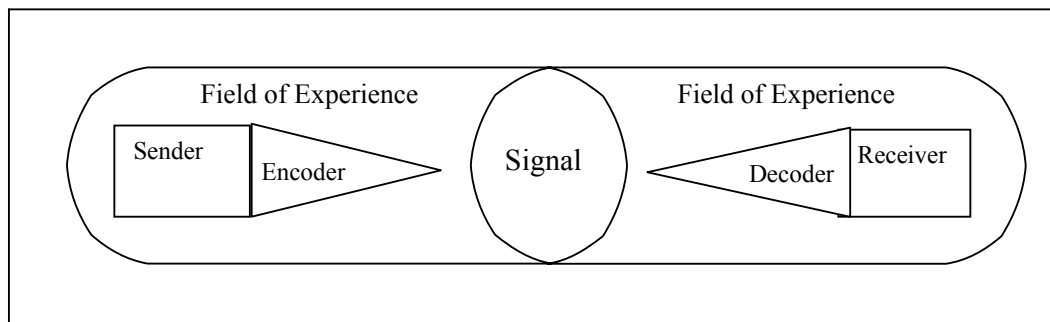 Field of Experience
Field of Experience
Sender
Encoder
Signal
Decoder
Receiver